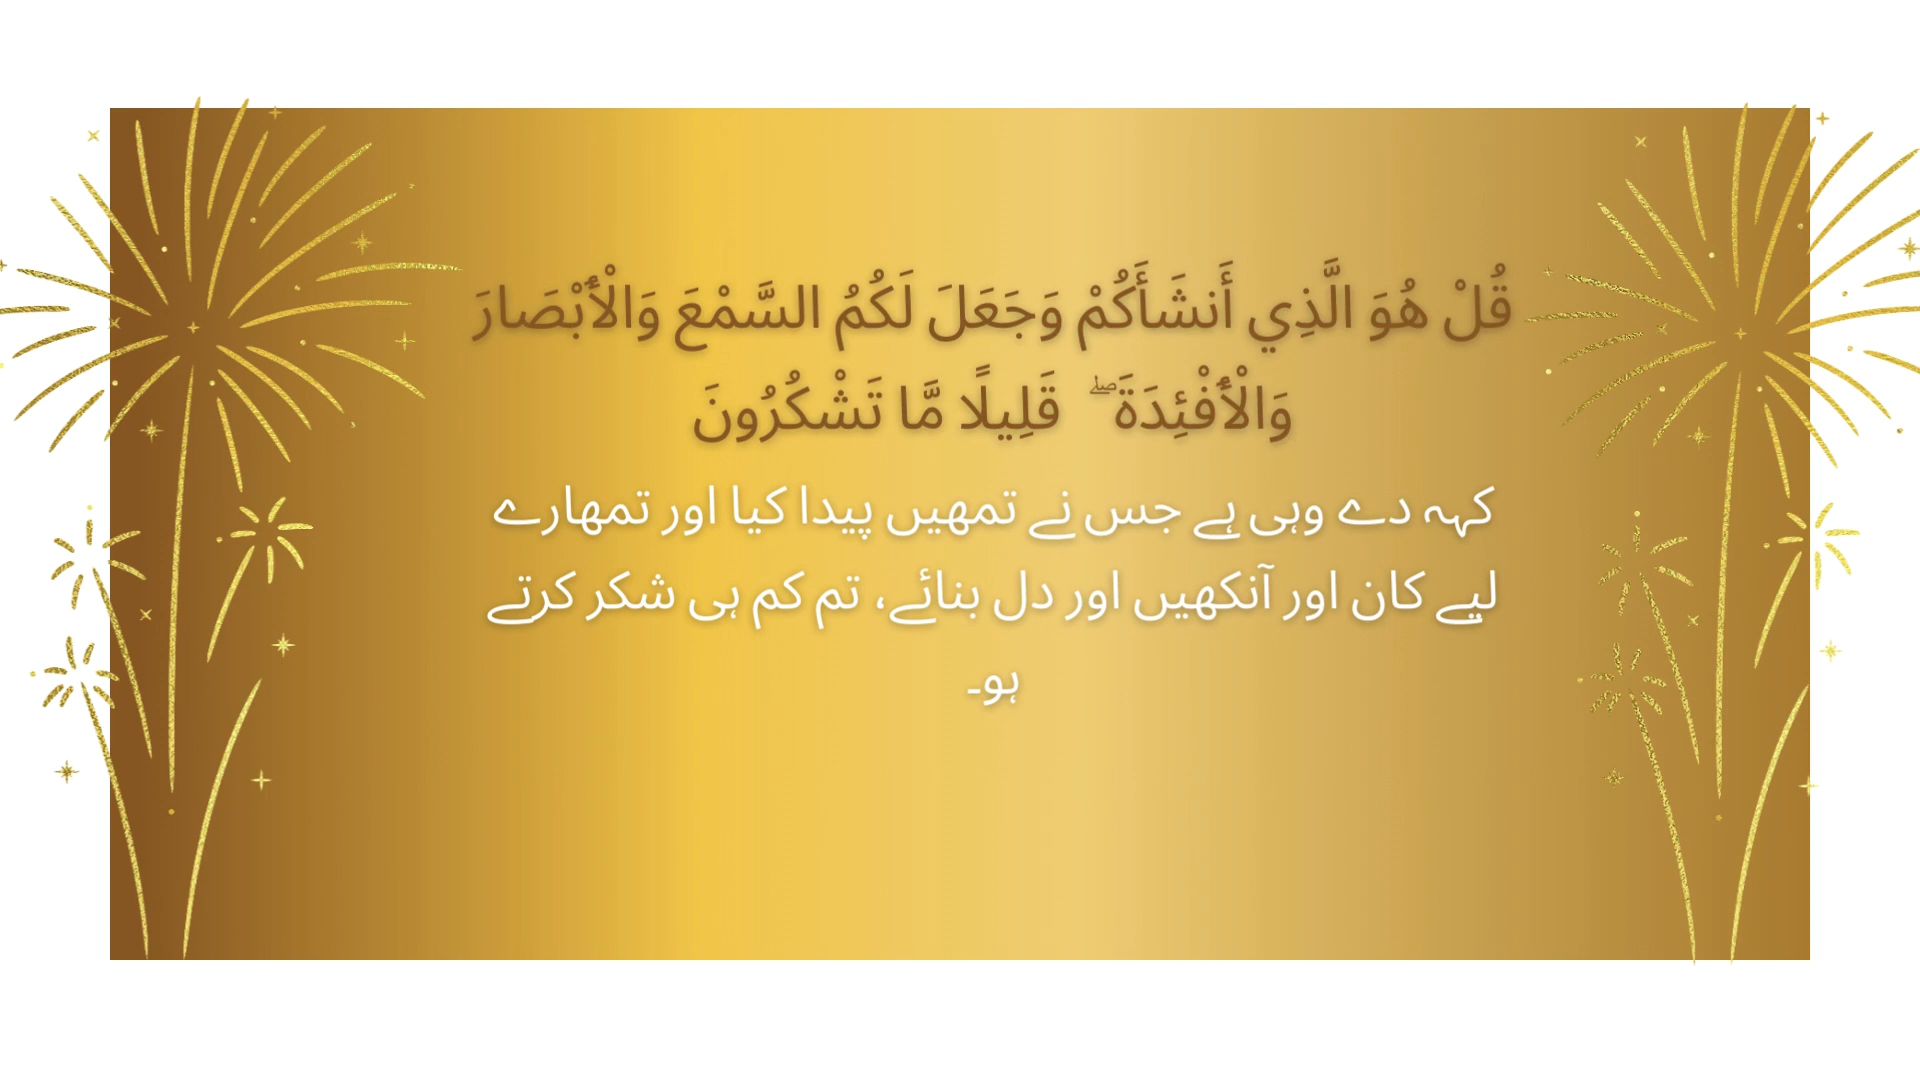 قُلْ هُوَ الَّذِي أَنشَأَكُمْ وَجَعَلَ لَكُمُ السَّمْعَ وَالْأَبْصَارَ
وَالْأَفْئِدَةَ ۖ قَلِيلًا مَّا تَشْكُرُونَ
کہہ دے وہی ہے جس نے تمھیں پیدا کیا اور تمھارے
لیے کان اور آنکھیں اور دل بنائے، تم کم ہی شکر کرتے
ہو۔